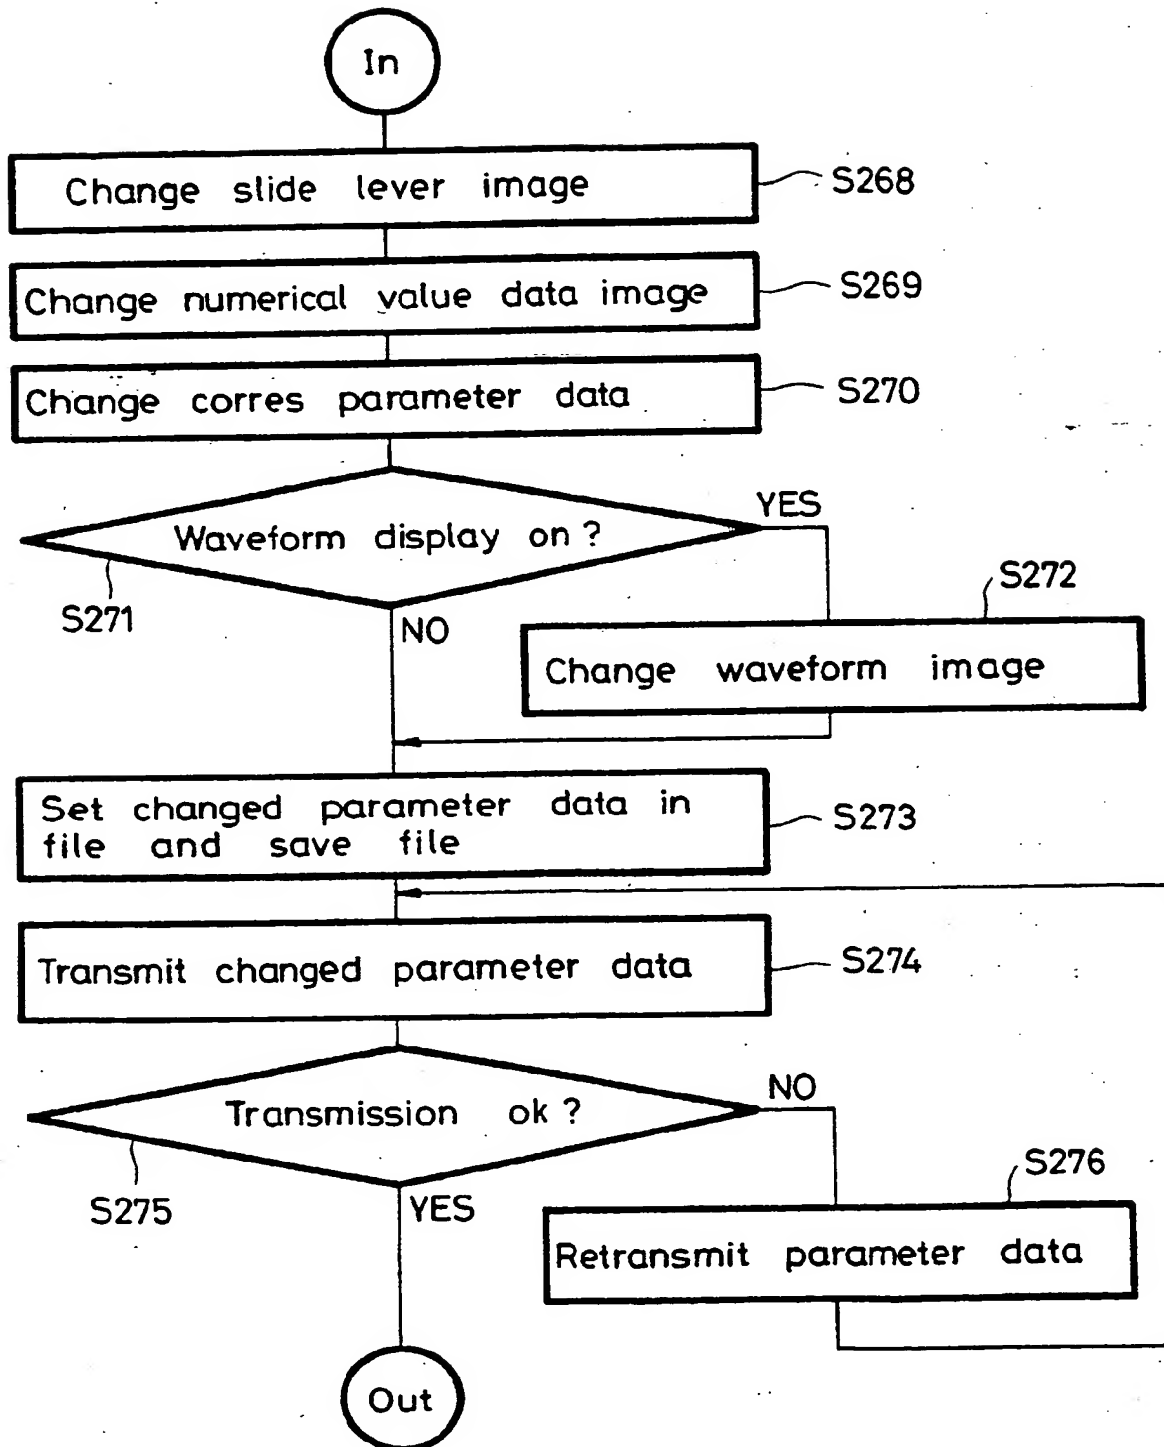 In
Change slide lever image
S268
Change numerical value data image
S269
Change corres parameter data
S270
Waveform display on ?
YES
S271
NO
S272
Change waveform image
Set changed parameter data in
file and save file
S273
Transmit changed parameter data
S274
Transmission ok ?
NO
S275
YES
S276
Retransmit parameter data
Out